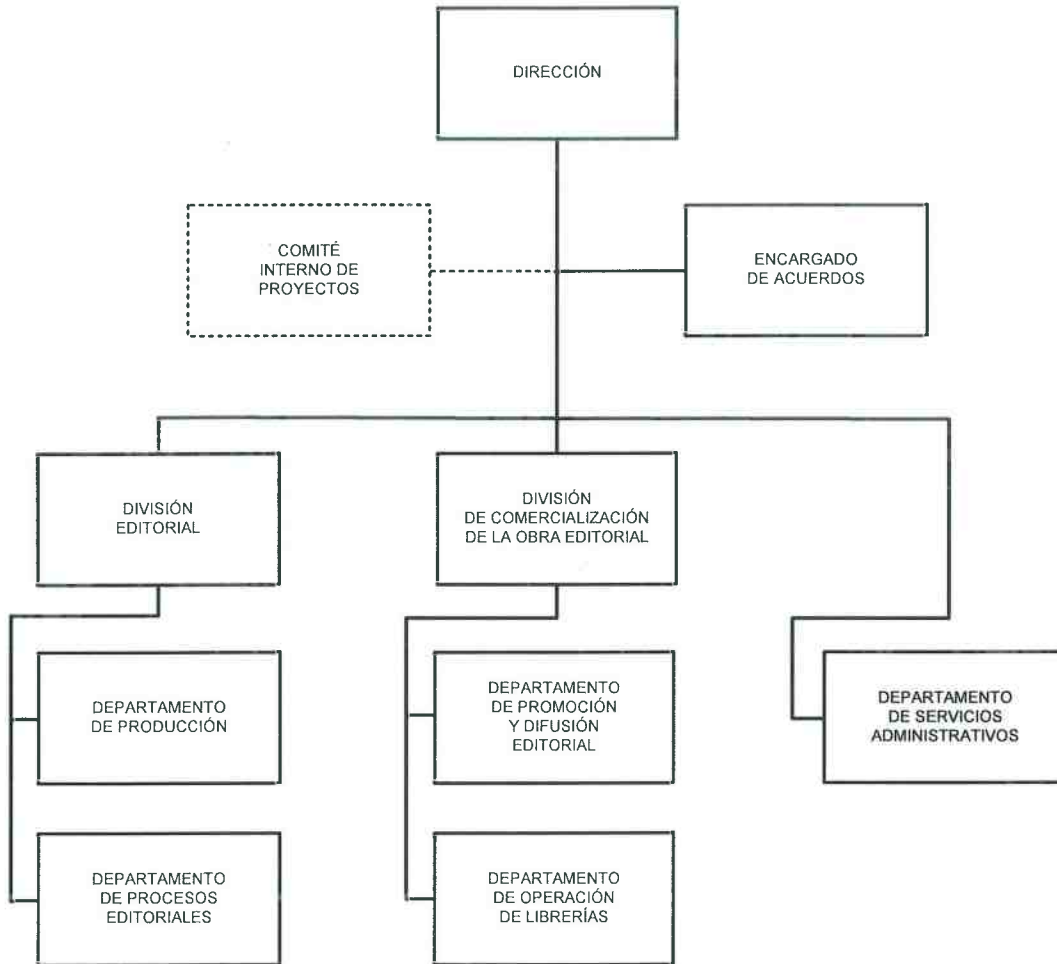 DIRECCIÓN
COMITÉ
INTERNO DE
PROYECTOS
ENCARGADO
DE ACUERDOS
DIVISIÓN
EDITORIAL
DIVISIÓN
DE COMERCIALIZACIÓN
DE LA OBRA EDITORIAL
DEPARTAMENTO
DE PRODUCCIÓN
DEPARTAMENTO
DE PROMOCIÓN
Y DIFUSIÓN
EDITORIAL
DEPARTAMENTO
DE SERVICIOS
ADMINISTRATIVOS
DEPARTAMENTO
DE PROCESOS
EDITORIALES
DEPARTAMENTO
DE OPERACIÓN
DE LIBRERÍAS